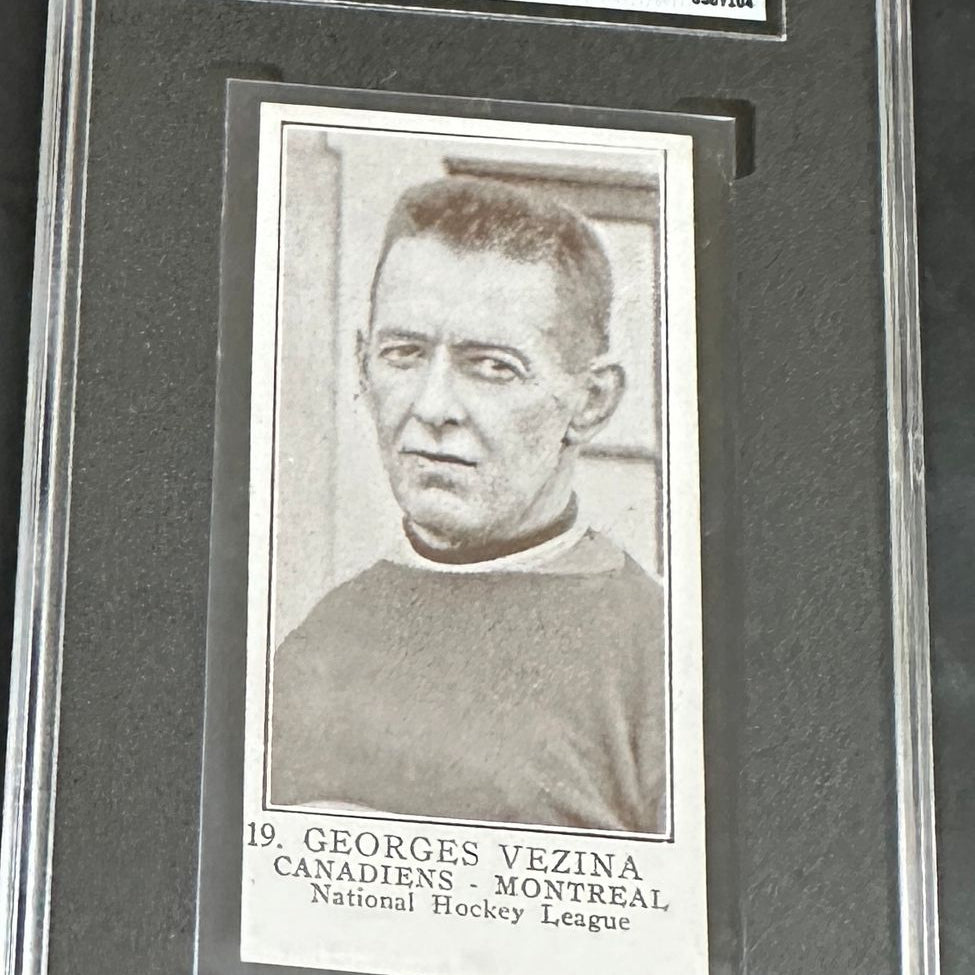 19. GEORGES VEZINA
CANADIENS - MONTREAL
National Hockey League